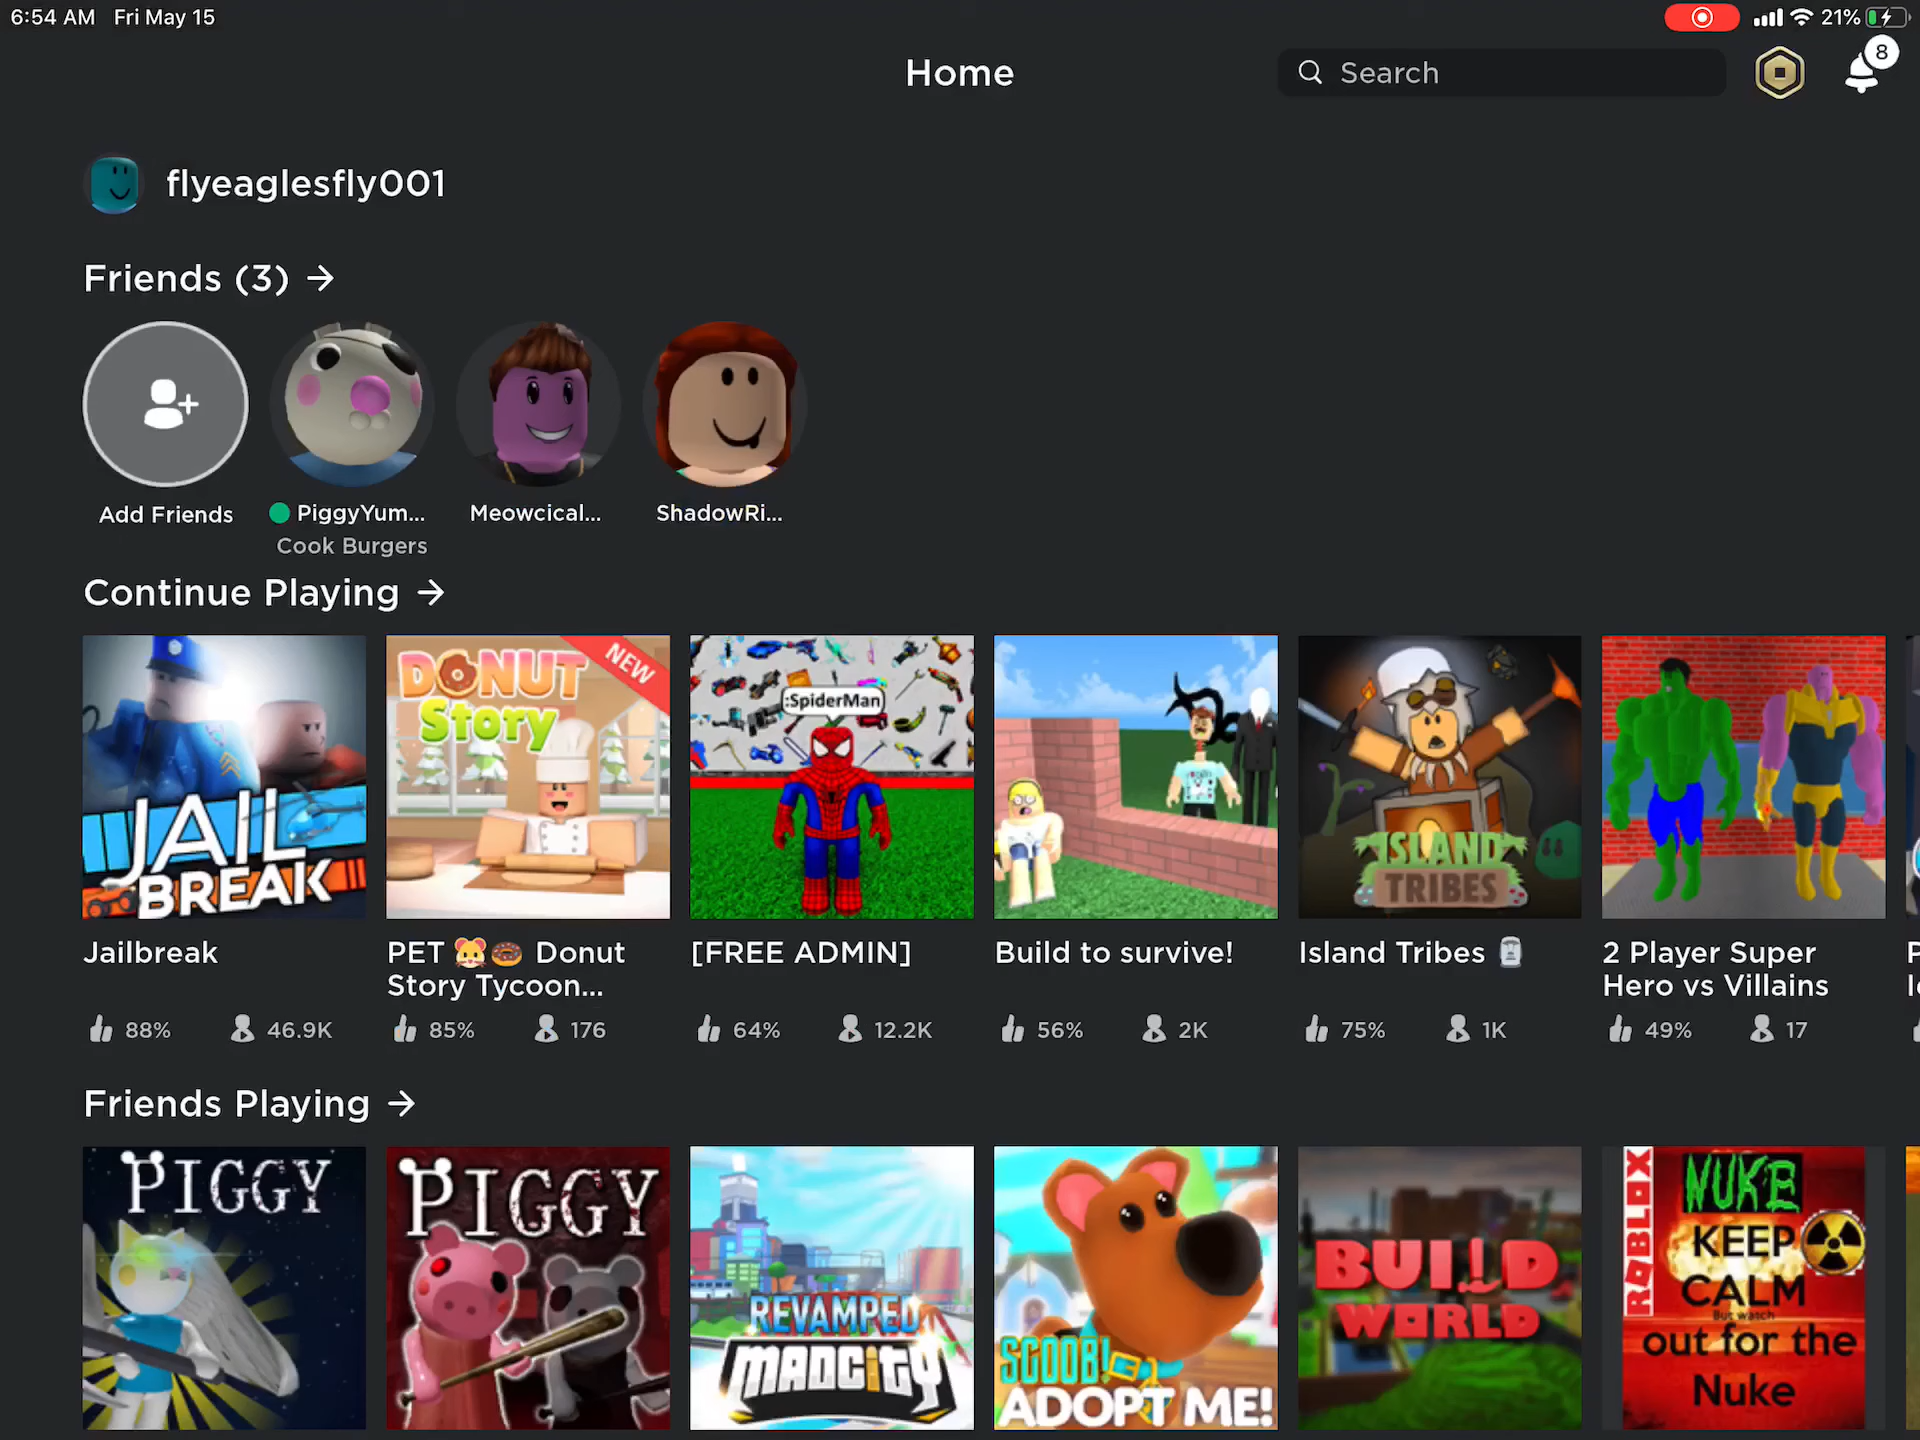 6:54 AM Fri May 15
21%
Home
Search
8
flyeaglesfly001
Friends (3) →
Add Friends
PiggyYum...
Meowcical...
ShadowRi...
Cook Burgers
Continue Playing →
JAIL
BREAK
DONUT
Story
NEW
:SpiderMan
ISLAND
TRIBES
Jailbreak
PET 🐹🍩 Donut
Story Tycoon...
[FREE ADMIN]
Build to survive!
Island Tribes 🗿
2 Player Super
Hero vs Villains
88% 46.9K
85% 176
64% 12.2K
56% 2K
75% 1K
49% 17
Friends Playing →
PIGGY
PIGGY
REVAMPED
MADCITY
SCOOB!
ADOPT ME!
BUILD
WORLD
ROBLOX
NUKE
KEEP
CALM
But watch
out for the
Nuke